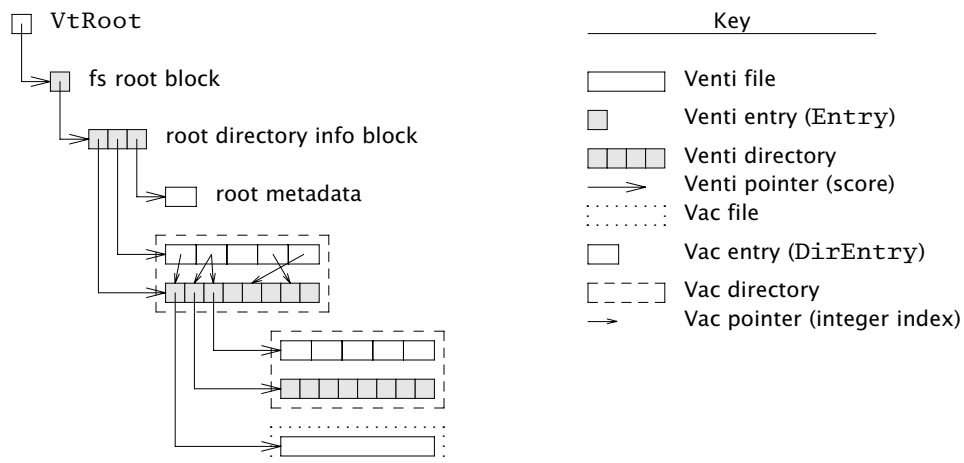 VtRoot
fs root block
root directory info block
root metadata
Key
Venti file
Venti entry (Entry)
Venti directory
Venti pointer (score)
Vac file
Vac entry (DirEntry)
Vac directory
Vac pointer (integer index)